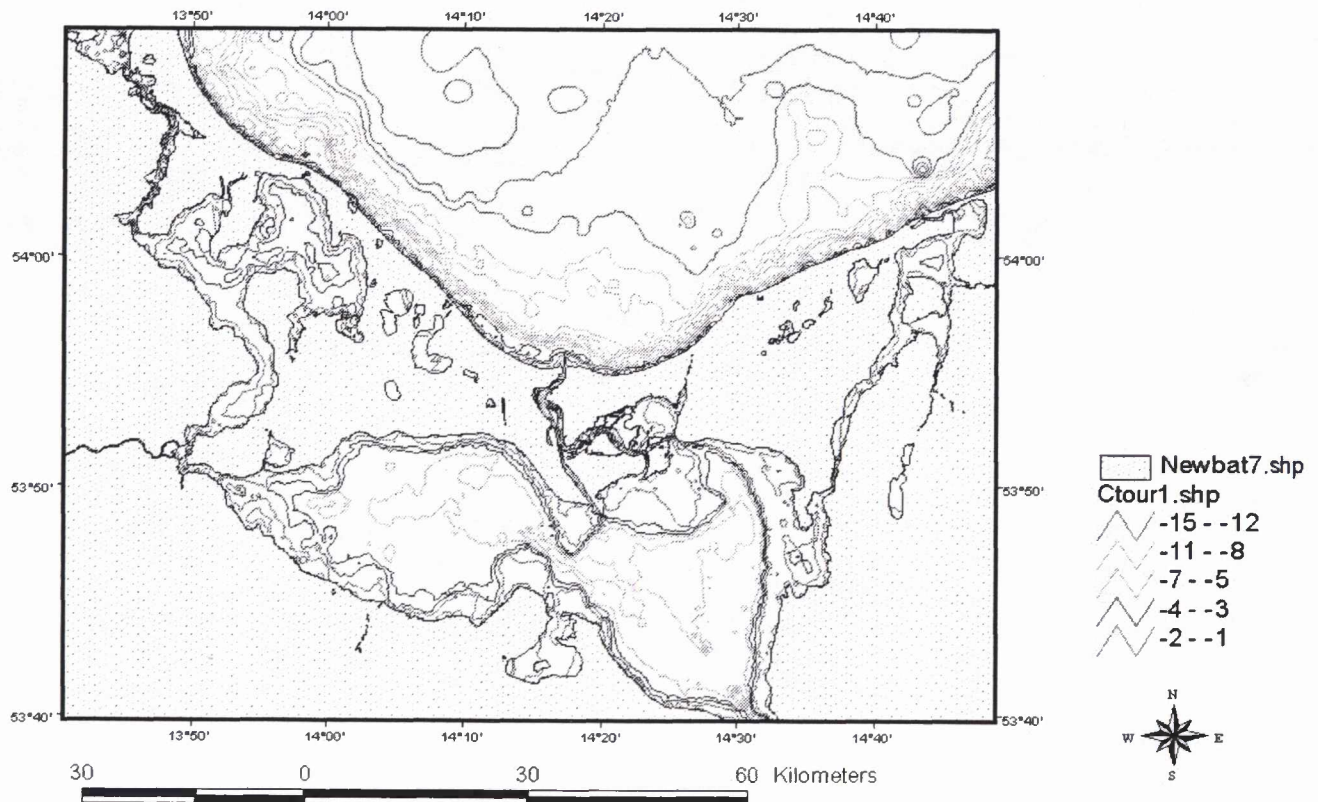 13°50' 14°00' 14°10' 14°20' 14°30' 14°40'
54°00' 54°00'
53°50' 53°50'
53°40' 53°40'
13°50' 14°00' 14°10' 14°20' 14°30' 14°40'
Newbat7.shp
Ctour1.shp
-15 - -12
-11 - -8
-7 - -5
-4 - -3
-2 - -1
N
W E
S
30 0 30 60 Kilometers